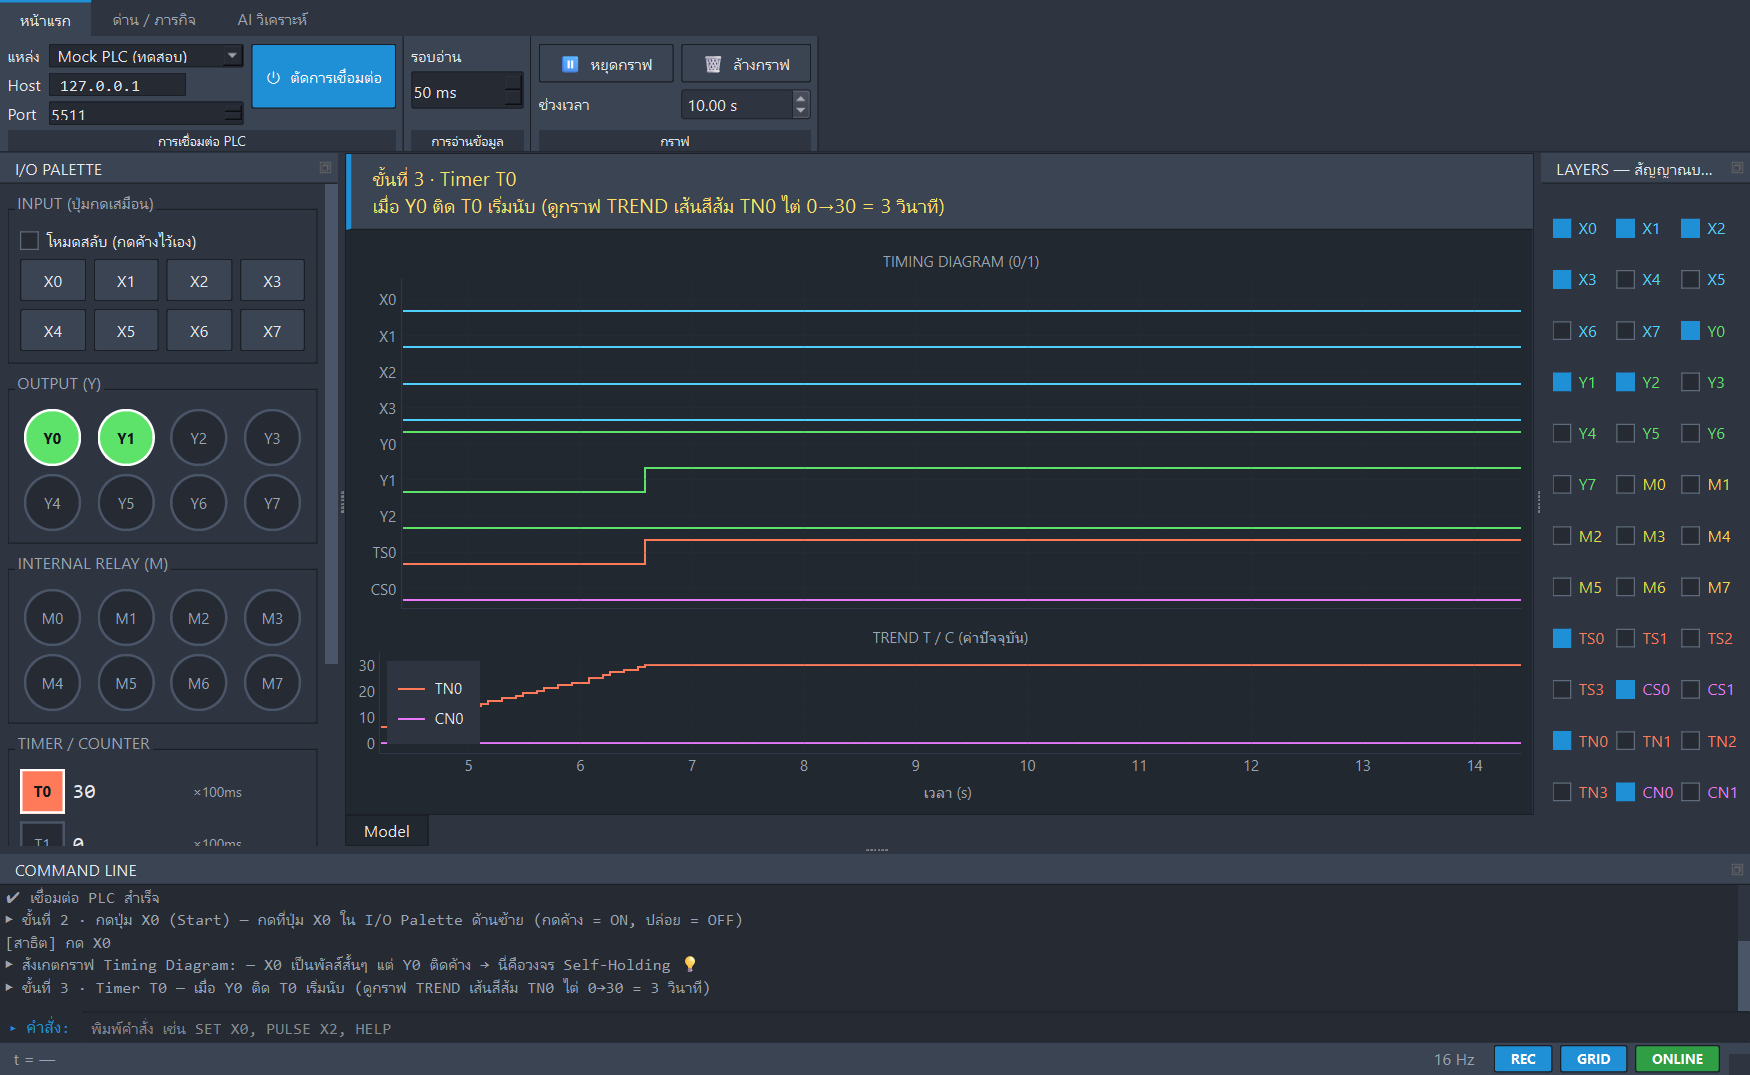 หน้าแรก
ด่าน / ภารกิจ
AI วิเคราะห์
แหล่ง
Mock PLC (ทดสอบ)
Host
127.0.0.1
Port
5511
ตัดการเชื่อมต่อ
การเชื่อมต่อ PLC
รอบอ่าน
50 ms
การอ่านข้อมูล
หยุดกราฟ
ล้างกราฟ
ช่วงเวลา
10.00 s
กราฟ
I/O PALETTE
INPUT (ปุ่มกดเสมือน)
โหมดสลับ (กดค้างไว้เอง)
X0 X1 X2 X3
X4 X5 X6 X7
OUTPUT (Y)
Y0 Y1 Y2 Y3
Y4 Y5 Y6 Y7
INTERNAL RELAY (M)
M0 M1 M2 M3
M4 M5 M6 M7
TIMER / COUNTER
T0 30 ×100ms
T1 0 ×100ms
ขั้นที่ 3 · Timer T0
เมื่อ Y0 ติด T0 เริ่มนับ (ดูกราฟ TREND เส้นสีส้ม TN0 ไต่ 0→30 = 3 วินาที)
TIMING DIAGRAM (0/1)
X0
X1
X2
X3
Y0
Y1
Y2
TS0
CS0
TREND T / C (ค่าปัจจุบัน)
30
20
10
0
TN0
CN0
5 6 7 8 9 10 11 12 13 14
เวลา (s)
Model
LAYERS — สัญญาณบ...
X0 X1 X2
X3 X4 X5
X6 X7 Y0
Y1 Y2 Y3
Y4 Y5 Y6
Y7 M0 M1
M2 M3 M4
M5 M6 M7
TS0 TS1 TS2
TS3 CS0 CS1
TN0 TN1 TN2
TN3 CN0 CN1
COMMAND LINE
✔ เชื่อมต่อ PLC สำเร็จ
▶ ขั้นที่ 2 · กดปุ่ม X0 (Start) — กดที่ปุ่ม X0 ใน I/O Palette ด้านซ้าย (กดค้าง = ON, ปล่อย = OFF)
[สาธิต] กด X0
▶ สังเกตกราฟ Timing Diagram: — X0 เป็นพัลส์สั้นๆ แต่ Y0 ติดค้าง → นี่คือวงจร Self-Holding 💡
▶ ขั้นที่ 3 · Timer T0 — เมื่อ Y0 ติด T0 เริ่มนับ (ดูกราฟ TREND เส้นสีส้ม TN0 ไต่ 0→30 = 3 วินาที)
▸ คำสั่ง: พิมพ์คำสั่ง เช่น SET X0, PULSE X2, HELP
t = —
16 Hz
REC
GRID
ONLINE